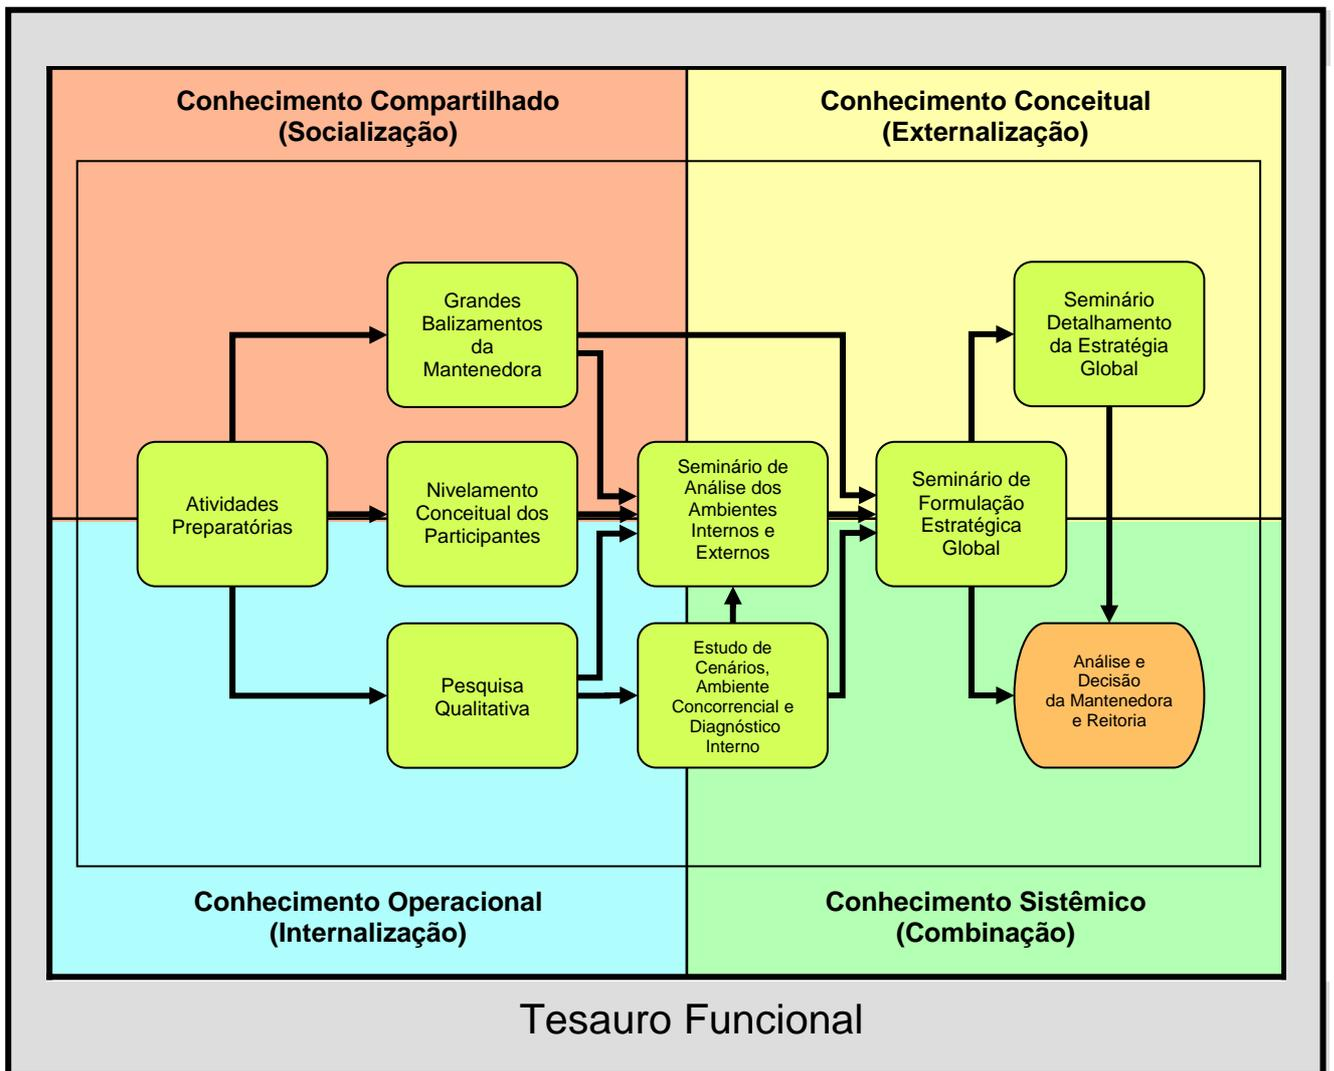 Conhecimento Compartilhado
(Socialização)
Conhecimento Conceitual
(Externalização)
Grandes
Balizamentos
da
Mantenedora
Seminário
Detalhamento
da Estratégia
Global
Atividades
Preparatórias
Nivelamento
Conceitual dos
Participantes
Seminário de
Análise dos
Ambientes
Internos e
Externos
Seminário de
Formulação
Estratégica
Global
Pesquisa
Qualitativa
Estudo de
Cenários,
Ambiente
Concorrencial e
Diagnóstico
Interno
Análise e
Decisão
da Mantenedora
e Reitoria
Conhecimento Operacional
(Internalização)
Conhecimento Sistêmico
(Combinação)
Tesauro Funcional